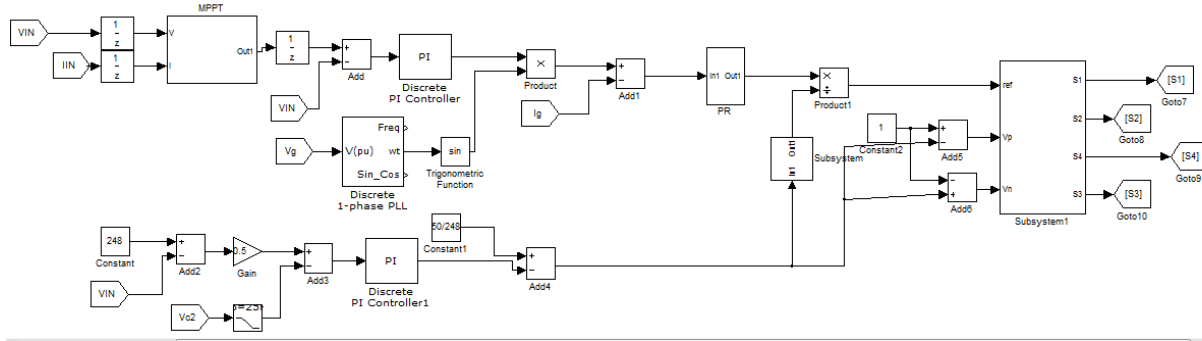 MPPT
VIN
1
z
V
Out1
1
z
IIN
1
z
I
+
−
Add
PI
Discrete
PI Controller
VIN
×
Product
+
−
Add1
Ig
In1 Out1
PR
×
÷
Product1
ref
Vp
Vn
S1
S2
S4
S3
Subsystem1
[S1]
Goto7
[S2]
Goto8
[S4]
Goto9
[S3]
Goto10
Vg
Freq
V(pu) wt
Sin_Cos
Discrete
1-phase PLL
sin
Trigonometric
Function
In1 Out1
Subsystem
1
Constant2
+
−
Add5
−
+
Add6
248
Constant
+
−
Add2
VIN
0.5
Gain
+
−
Add3
PI
Discrete
PI Controller1
50/248
Constant1
+
−
Add4
Vc2